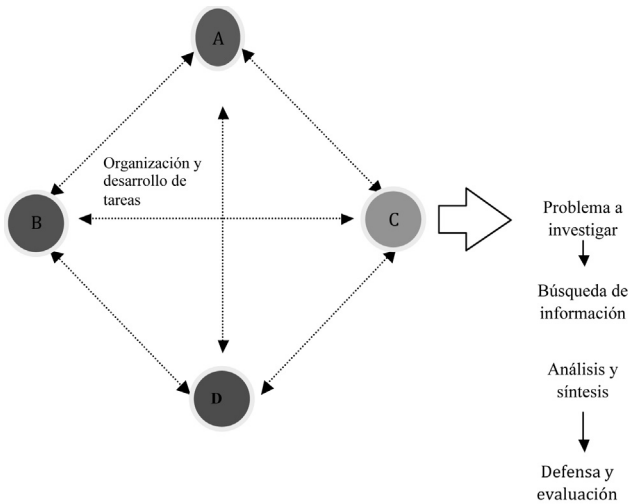 A
Organización y
desarrollo de
tareas
B
C
D
Problema a
investigar
Búsqueda de
información
Análisis y
síntesis
Defensa y
evaluación